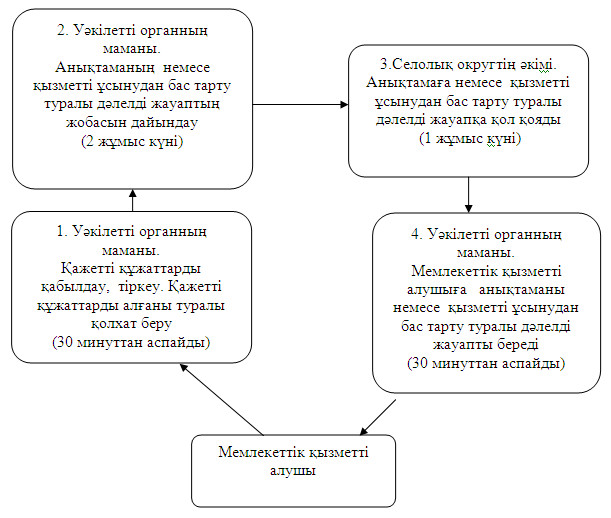 2. Уәкілетті органның
маманы.
Анықтаманың немесе
қызметті ұсынудан бас тарту
туралы дәлелді жауаптың
жобасын дайындау
(2 жұмыс күні)
3.Селолық округтің әкімі.
Анықтамаға немесе қызметті
ұсынудан бас тарту туралы
дәлелді жауапқа қол қояды
(1 жұмыс күні)
1. Уәкілетті органның
маманы.
Қажетті құжаттарды
қабылдау, тіркеу. Қажетті
құжаттарды алғаны туралы
қолхат беру
(30 минуттан аспайды)
4. Уәкілетті органның
маманы.
Мемлекеттік қызметті
алушыға анықтаманы
немесе қызметті ұсынудан
бас тарту туралы дәлелді
жауапты береді
(30 минуттан аспайды)
Мемлекеттік қызметті
алушы